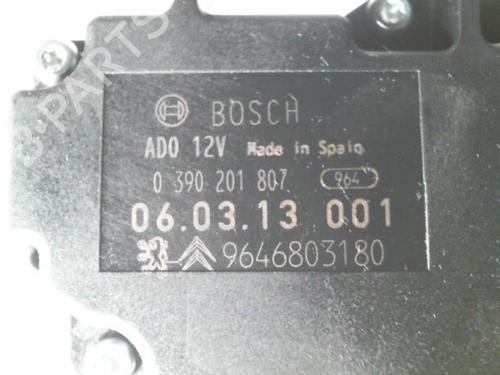 B-PARTS
BOSCH
ADO 12V Made in Spain
0 390 201 807 964
06.03.13 001
9646803180